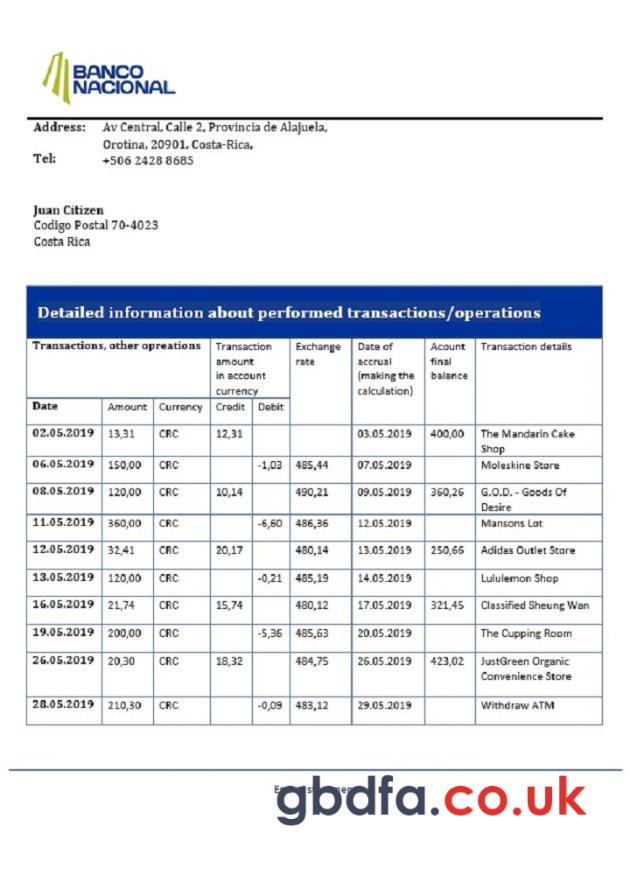 BANCO
NACIONAL
Address: Av Central, Calle 2, Provincia de Alajuela,
Orotina, 20901, Costa-Rica,
Tel: +506 2428 8685
Juan Citizen
Codigo Postal 70-4023
Costa Rica
Detailed information about performed transactions/operations
Transactions, other opreations Transaction amount in account currency Exchange rate Date of accrual (making the calculation) Acount final balance Transaction details
Date Amount Currency Credit Debit
02.05.2019 13,31 CRC 12,31 03.05.2019 400,00 The Mandarin Cake
Shop
06.05.2019 150,00 CRC -1,03 485,44 07.05.2019 Moleskine Store
08.05.2019 120,00 CRC 10,14 490,21 09.05.2019 360,26 G.O.D. - Goods Of
Desire
11.05.2019 360,00 CRC -6,60 486,36 12.05.2019 Mansons Lot
12.05.2019 32,41 CRC 20,17 480,14 13.05.2019 250,66 Adidas Outlet Store
13.05.2019 120,00 CRC -0,21 485,19 14.05.2019 Lululemon Shop
16.05.2019 21,74 CRC 15,74 480,12 17.05.2019 321,45 Classified Sheung Wan
19.05.2019 200,00 CRC -5,36 485,63 20.05.2019 The Cupping Room
26.05.2019 20,30 CRC 18,32 484,75 26.05.2019 423,02 JustGreen Organic
Convenience Store
28.05.2019 210,30 CRC -0,09 483,12 29.05.2019 Withdraw ATM
gbdfa.co.uk